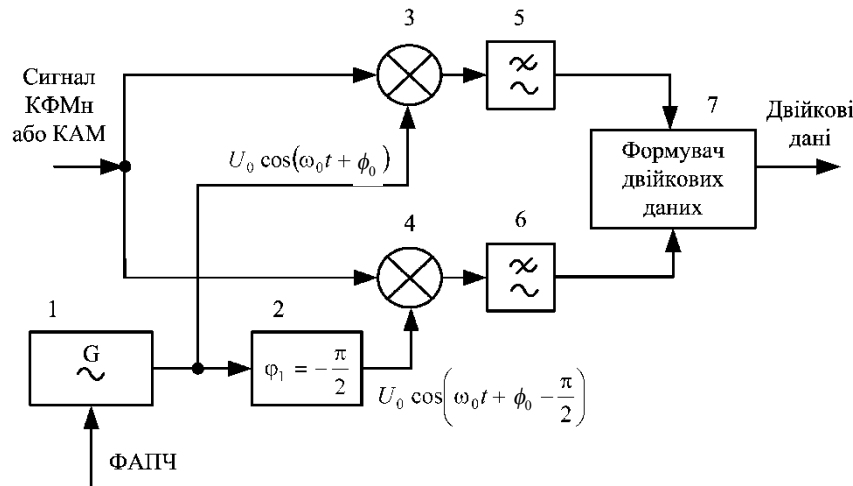 3
5
Сигнал
КФМн
або КАМ
U₀ cos(ω₀t + ϕ₀)
7
Двійкові
дані
Формувач
двійкових
даних
4
6
1
2
G
φ₁ = −π/2
U₀ cos(ω₀t + ϕ₀ − π/2)
ФАПЧ